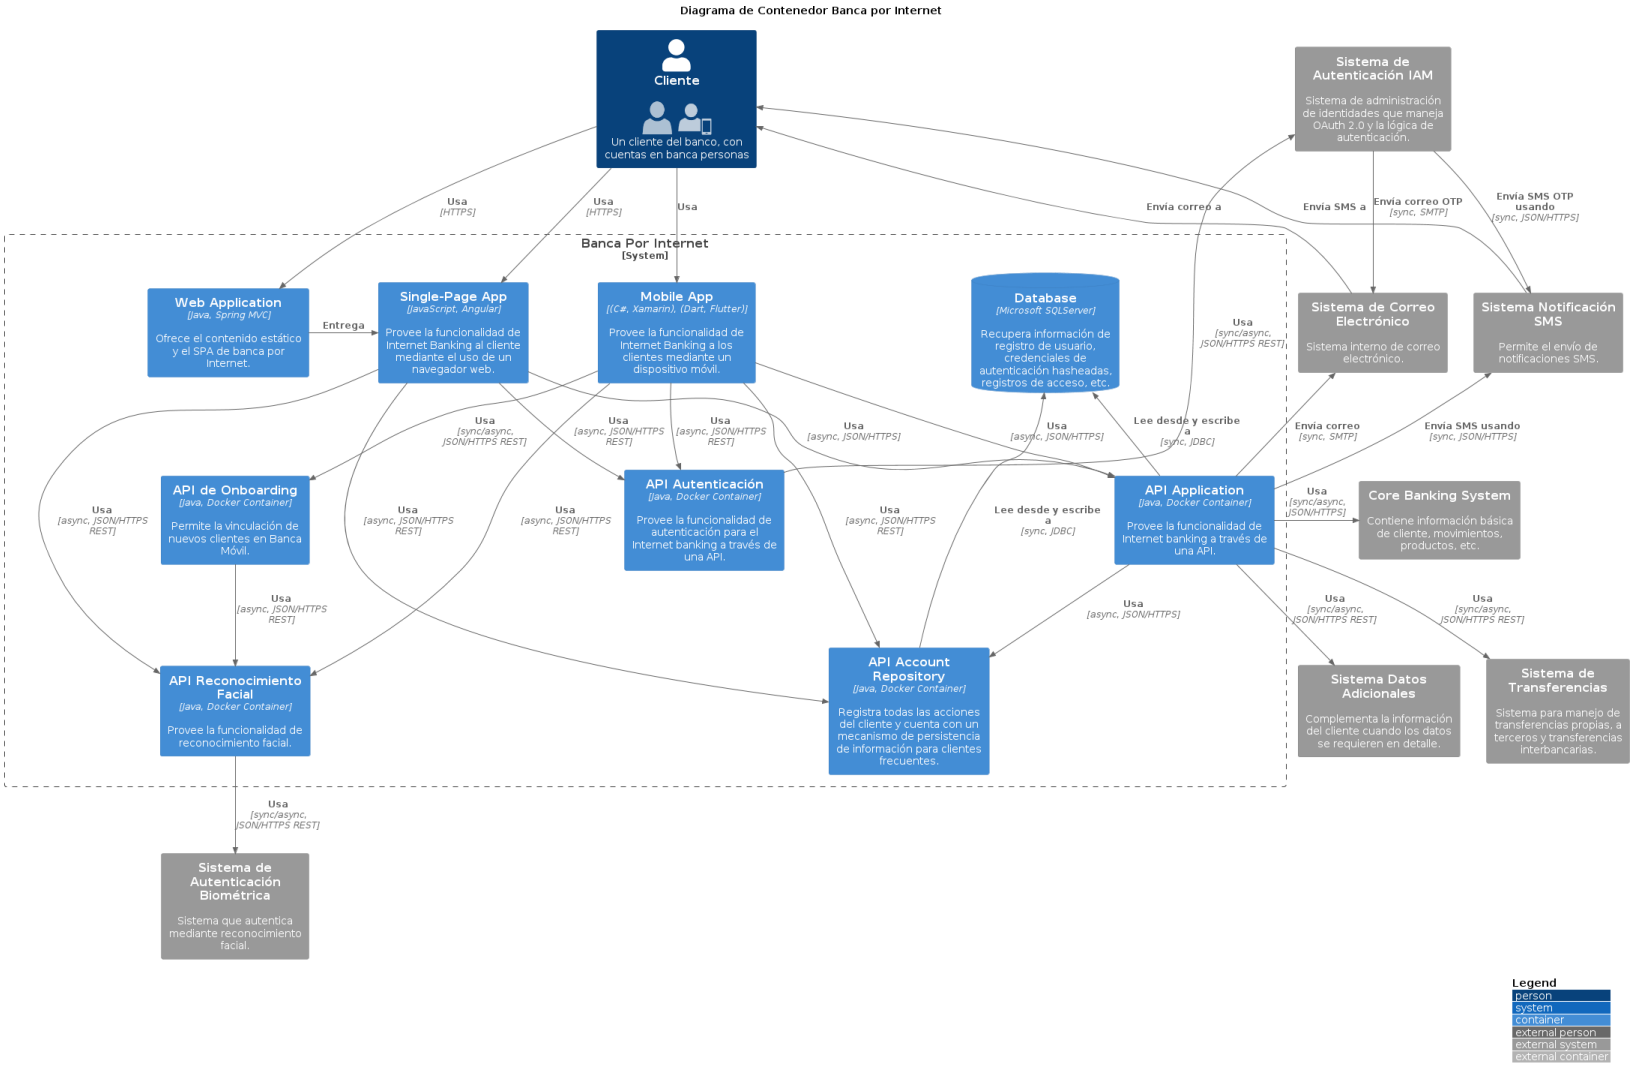 Diagrama de Contenedor Banca por Internet
Cliente
Un cliente del banco, con
cuentas en banca personas
Sistema de
Autenticación IAM
Sistema de administración
de identidades que maneja
OAuth 2.0 y la lógica de
autenticación.
Usa
[HTTPS]
Usa
[HTTPS]
Usa
Envía correo a
Envía SMS a
Envía correo OTP
[sync, SMTP]
Envía SMS OTP
usando
[sync, JSON/HTTPS]
Banca Por Internet
[System]
Web Application
[Java, Spring MVC]
Ofrece el contenido estático
y el SPA de banca por
Internet.
Entrega
Single-Page App
[JavaScript, Angular]
Provee la funcionalidad de
Internet Banking al cliente
mediante el uso de un
navegador web.
Mobile App
[(C#, Xamarin), (Dart, Flutter)]
Provee la funcionalidad de
Internet Banking a los
clientes mediante un
dispositivo móvil.
Database
[Microsoft SQLServer]
Recupera información de
registro de usuario,
credenciales de
autenticación hasheadas,
registros de acceso, etc.
Usa
[sync/async,
JSON/HTTPS REST]
Sistema de Correo
Electrónico
Sistema interno de correo
electrónico.
Sistema Notificación
SMS
Permite el envío de
notificaciones SMS.
Usa
[sync/async,
JSON/HTTPS REST]
Usa
[async, JSON/HTTPS
REST]
Usa
[async, JSON/HTTPS
REST]
Usa
[async, JSON/HTTPS]
Usa
[async, JSON/HTTPS]
Lee desde y escribe
a
[sync, JDBC]
Envía correo
[sync, SMTP]
Envía SMS usando
[sync, JSON/HTTPS]
API de Onboarding
[Java, Docker Container]
Permite la vinculación de
nuevos clientes en Banca
Móvil.
API Autenticación
[Java, Docker Container]
Provee la funcionalidad de
autenticación para el
Internet banking a través de
una API.
API Application
[Java, Docker Container]
Provee la funcionalidad de
Internet banking a través de
una API.
Usa
[sync/async,
JSON/HTTPS]
Core Banking System
Contiene información básica
de cliente, movimientos,
productos, etc.
Usa
[async, JSON/HTTPS
REST]
Usa
[async, JSON/HTTPS
REST]
Usa
[async, JSON/HTTPS
REST]
Usa
[async, JSON/HTTPS
REST]
Lee desde y escribe
a
[sync, JDBC]
Usa
[async, JSON/HTTPS
REST]
Usa
[async, JSON/HTTPS]
Usa
[sync/async,
JSON/HTTPS REST]
Usa
[sync/async,
JSON/HTTPS REST]
API Reconocimiento
Facial
[Java, Docker Container]
Provee la funcionalidad de
reconocimiento facial.
API Account
Repository
[Java, Docker Container]
Registra todas las acciones
del cliente y cuenta con un
mecanismo de persistencia
de información para clientes
frecuentes.
Sistema Datos
Adicionales
Complementa la información
del cliente cuando los datos
se requieren en detalle.
Sistema de
Transferencias
Sistema para manejo de
transferencias propias, a
terceros y transferencias
interbancarias.
Usa
[sync/async,
JSON/HTTPS REST]
Sistema de
Autenticación
Biométrica
Sistema que autentica
mediante reconocimiento
facial.
Legend
person
system
container
external person
external system
external container